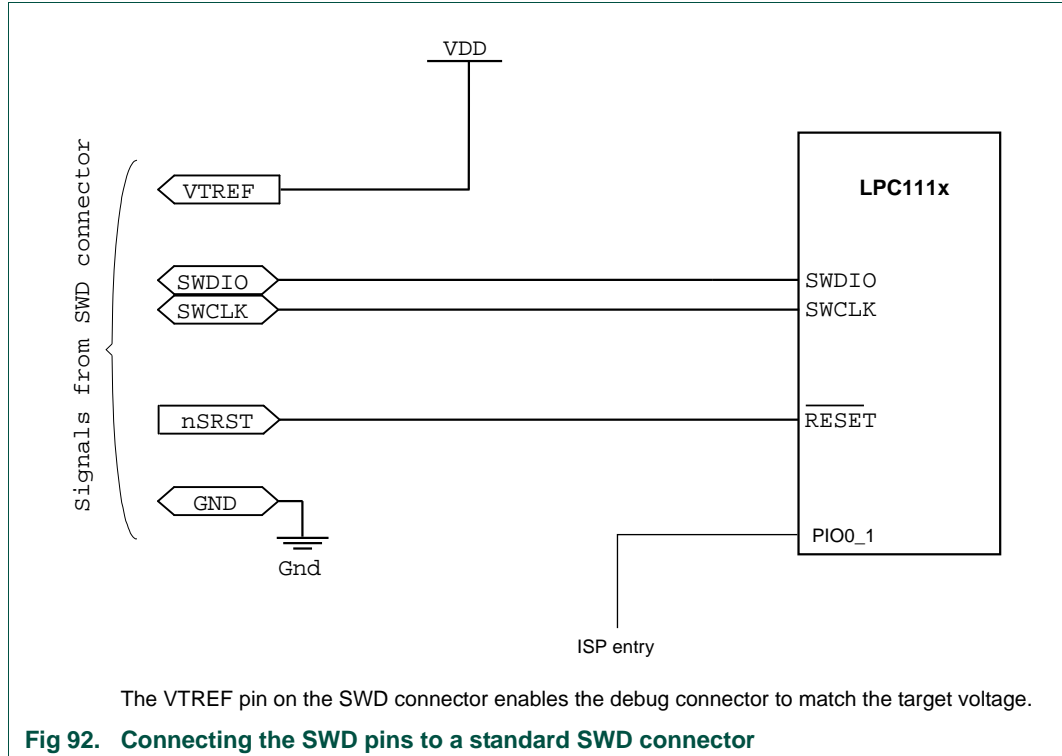 VDD
Signals from SWD connector
VTREF
LPC111x
SWDIO
SWDIO
SWCLK
SWCLK
nSRST
RESET
GND
Gnd
PIO0_1
ISP entry
The VTREF pin on the SWD connector enables the debug connector to match the target voltage.
Fig 92. Connecting the SWD pins to a standard SWD connector